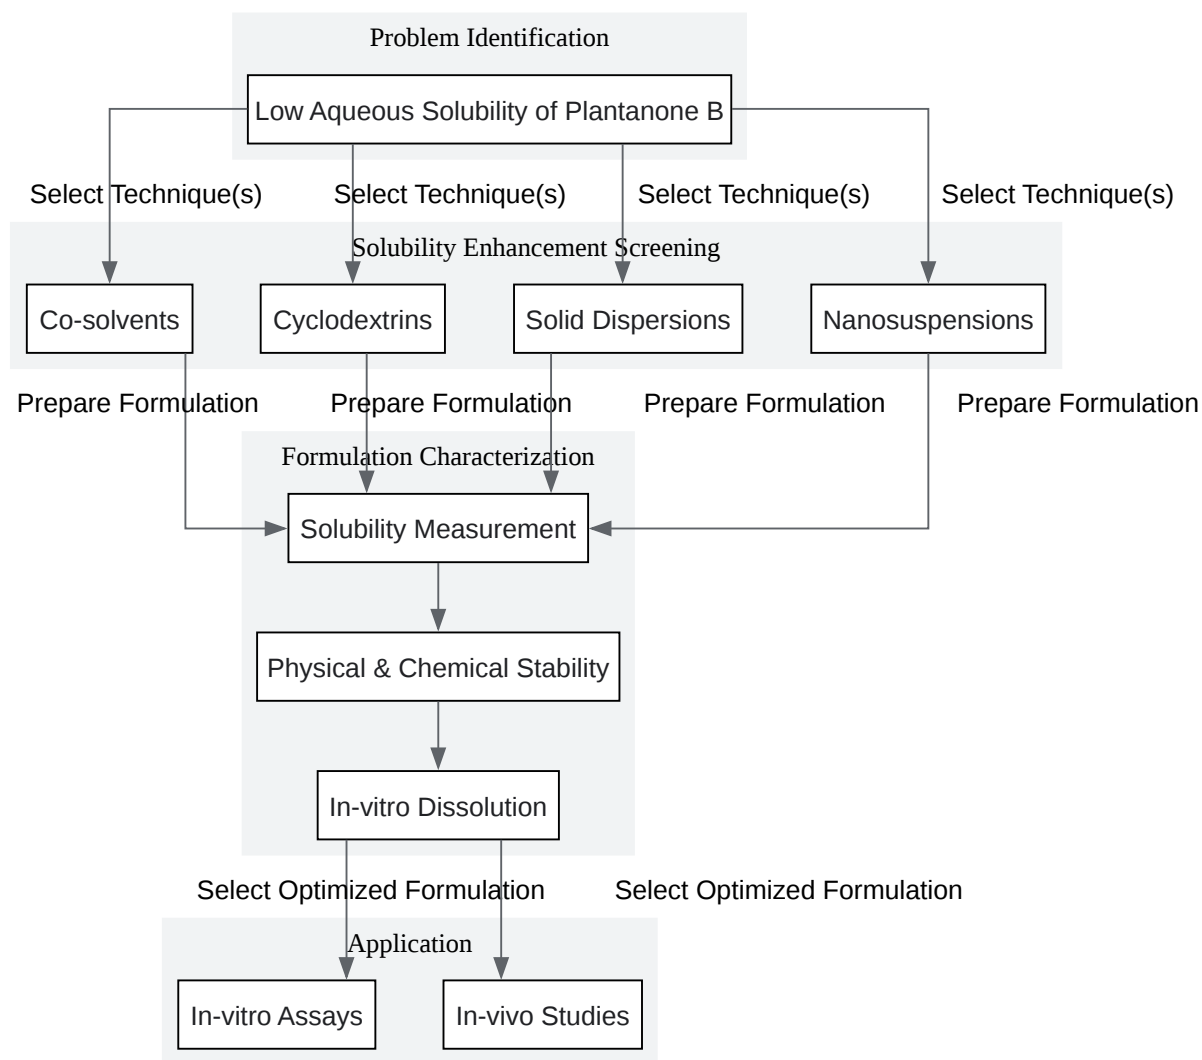 Problem Identification
Low Aqueous Solubility of Plantanone B
Select Technique(s)
Select Technique(s)
Select Technique(s)
Select Technique(s)
Solubility Enhancement Screening
Co-solvents
Cyclodextrins
Solid Dispersions
Nanosuspensions
Prepare Formulation
Prepare Formulation
Prepare Formulation
Prepare Formulation
Formulation Characterization
Solubility Measurement
Physical & Chemical Stability
In-vitro Dissolution
Select Optimized Formulation
Select Optimized Formulation
Application
In-vitro Assays
In-vivo Studies